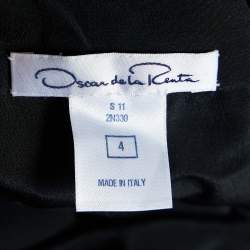 Oscar de la Renta
S 11
2N330
4
MADE IN ITALY